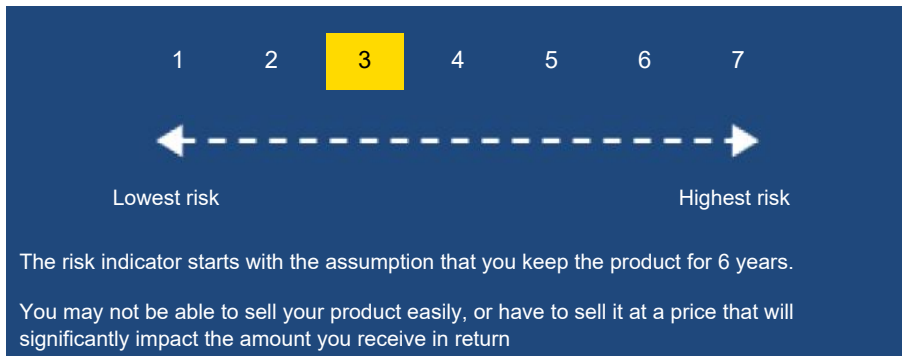 1 2 3 4 5 6 7
Lowest risk Highest risk
The risk indicator starts with the assumption that you keep the product for 6 years.
You may not be able to sell your product easily, or have to sell it at a price that will
significantly impact the amount you receive in return